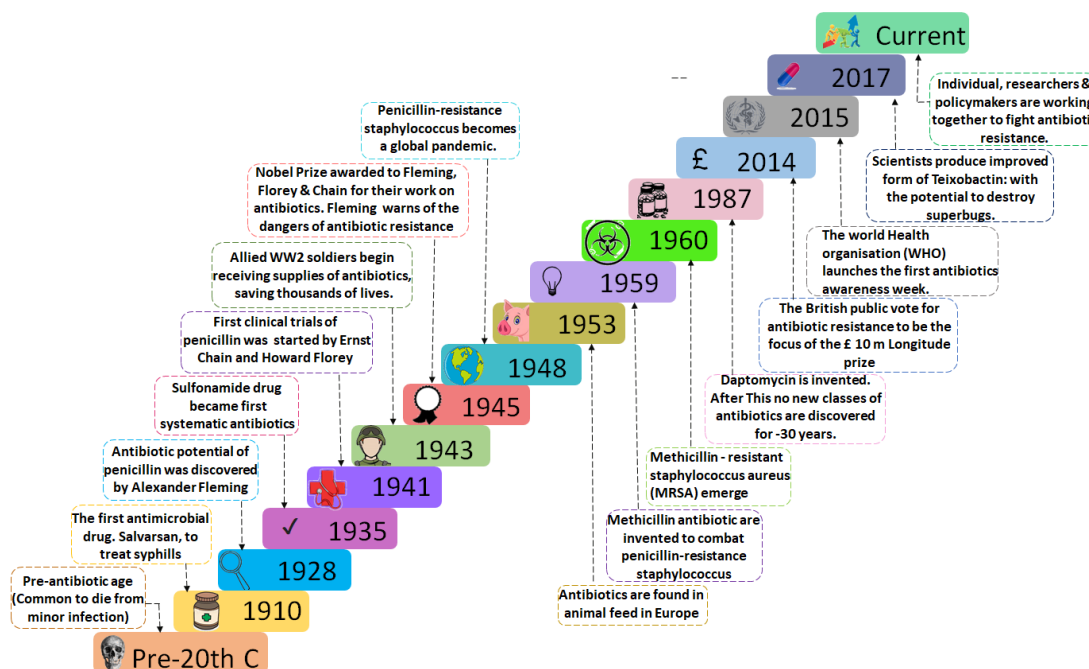 Current
2017
2015
£ 2014
1987
1960
1959
1953
1948
1945
1943
1941
1935
1928
1910
Pre-20th C
Penicillin-resistance
staphylococcus becomes
a global pandemic.
Nobel Prize awarded to Fleming,
Florey & Chain for their work on
antibiotics. Fleming warns of the
dangers of antibiotic resistance
Allied WW2 soldiers begin
receiving supplies of antibiotics,
saving thousands of lives.
First clinical trials of
penicillin was started by Ernst
Chain and Howard Florey
Sulfonamide drug
became first
systematic antibiotics
Antibiotic potential of
penicillin was discovered
by Alexander Fleming
The first antimicrobial
drug. Salvarsan, to
treat syphills
Pre-antibiotic age
(Common to die from
minor infection)
Individual, researchers &
policymakers are working
together to fight antibioti
resistance.
Scientists produce improved
form of Teixobactin: with
the potential to destroy
superbugs.
The world Health
organisation (WHO)
launches the first antibiotics
awareness week.
The British public vote for
antibiotic resistance to be the
focus of the £ 10 m Longitude
prize
Daptomycin is invented.
After This no new classes of
antibiotics are discovered
for -30 years.
Methicillin - resistant
staphylococcus aureus
(MRSA) emerge
Methicillin antibiotic are
invented to combat
penicillin-resistance
staphylococcus
Antibiotics are found in
animal feed in Europe